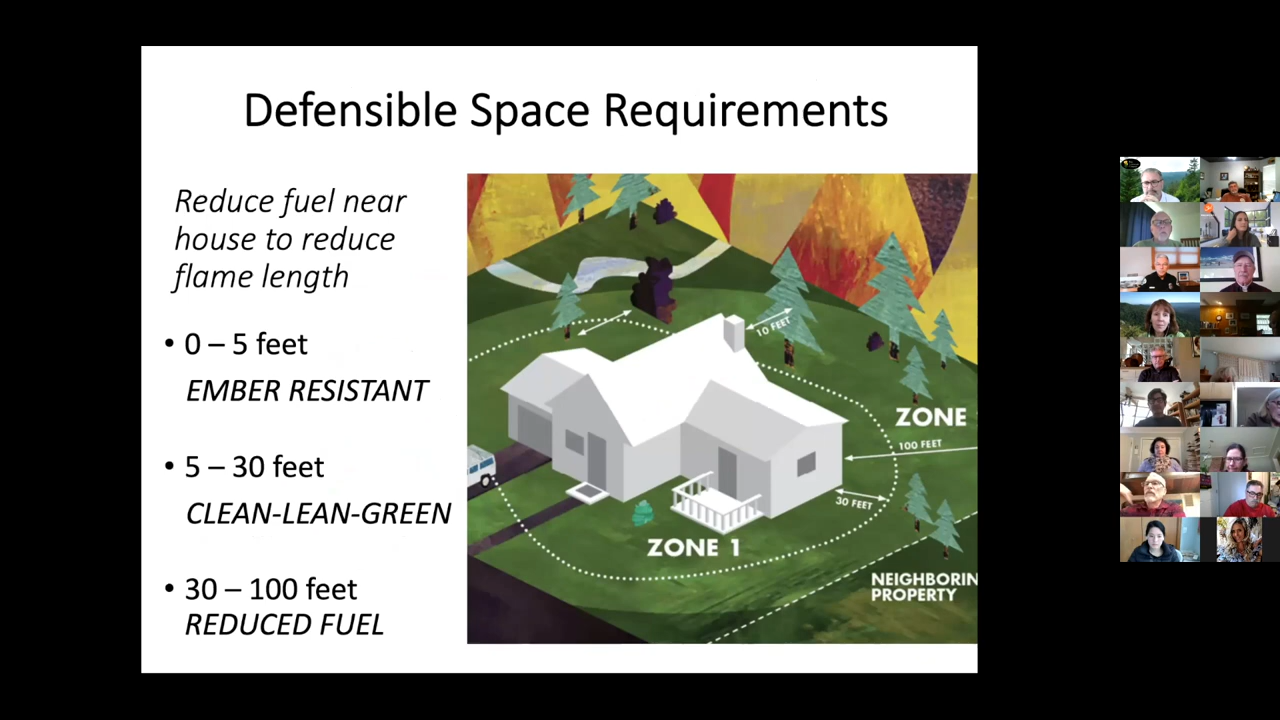 Defensible Space Requirements
Reduce fuel near
house to reduce
flame length
• 0 – 5 feet
EMBER RESISTANT
• 5 – 30 feet
CLEAN-LEAN-GREEN
• 30 – 100 feet
REDUCED FUEL
10 FEET
ZONE
100 FEET
30 FEET
ZONE 1
NEIGHBORIN
PROPERTY